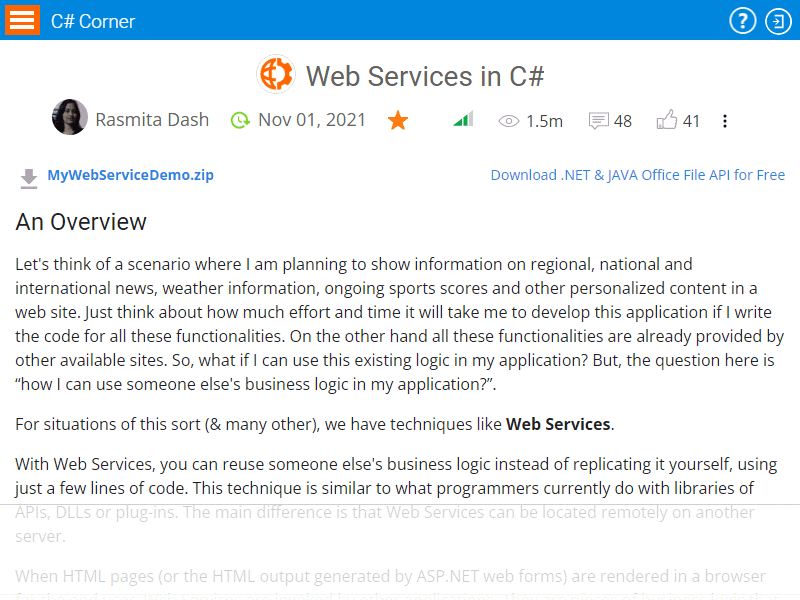 C# Corner
Web Services in C#
Rasmita Dash Nov 01, 2021 1.5m 48 41
MyWebServiceDemo.zip Download .NET & JAVA Office File API for Free
An Overview
Let's think of a scenario where I am planning to show information on regional, national and
international news, weather information, ongoing sports scores and other personalized content in a
web site. Just think about how much effort and time it will take me to develop this application if I write
the code for all these functionalities. On the other hand all these functionalities are already provided by
other available sites. So, what if I can use this existing logic in my application? But, the question here is
“how I can use someone else's business logic in my application?”.
For situations of this sort (& many other), we have techniques like Web Services.
With Web Services, you can reuse someone else's business logic instead of replicating it yourself, using
just a few lines of code. This technique is similar to what programmers currently do with libraries of
APIs, DLLs or plug-ins. The main difference is that Web Services can be located remotely on another
server.
When HTML pages (or the HTML output generated by ASP.NET web forms) are rendered in a browser